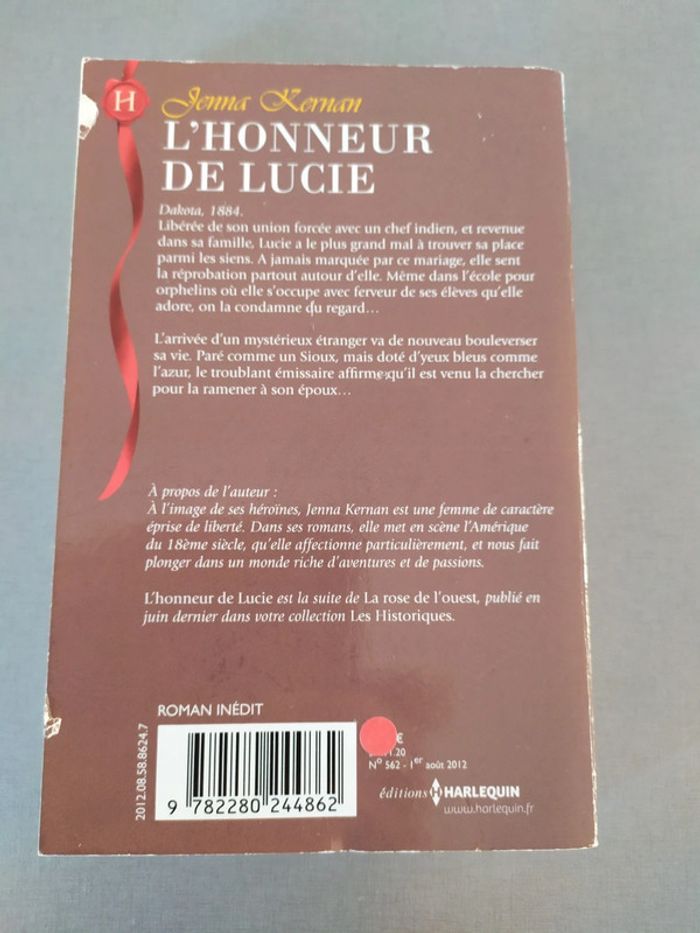 H
Jenna Kernan
L'HONNEUR
DE LUCIE
Dakota, 1884.
Libérée de son union forcée avec un chef indien, et revenue
dans sa famille, Lucie a le plus grand mal à trouver sa place
parmi les siens. A jamais marquée par ce mariage, elle sent
la réprobation partout autour d'elle. Même dans l'école pour
orphelins où elle s'occupe avec ferveur de ses élèves qu'elle
adore, on la condamne du regard...
L'arrivée d'un mystérieux étranger va de nouveau bouleverser
sa vie. Paré comme un Sioux, mais doté d'yeux bleus comme
l'azur, le troublant émissaire affirme qu'il est venu la chercher
pour la ramener à son époux...
À propos de l'auteur :
À l'image de ses héroïnes, Jenna Kernan est une femme de caractère
éprise de liberté. Dans ses romans, elle met en scène l'Amérique
du 18ème siècle, qu'elle affectionne particulièrement, et nous fait
plonger dans un monde riche d'aventures et de passions.
L'honneur de Lucie est la suite de La rose de l'ouest, publié en
juin dernier dans votre collection Les Historiques.
ROMAN INÉDIT
2012.08.58.8624.7
9 782280 244862
€
.20
N° 562 - 1er août 2012
éditions H HARLEQUIN
www.harlequin.fr